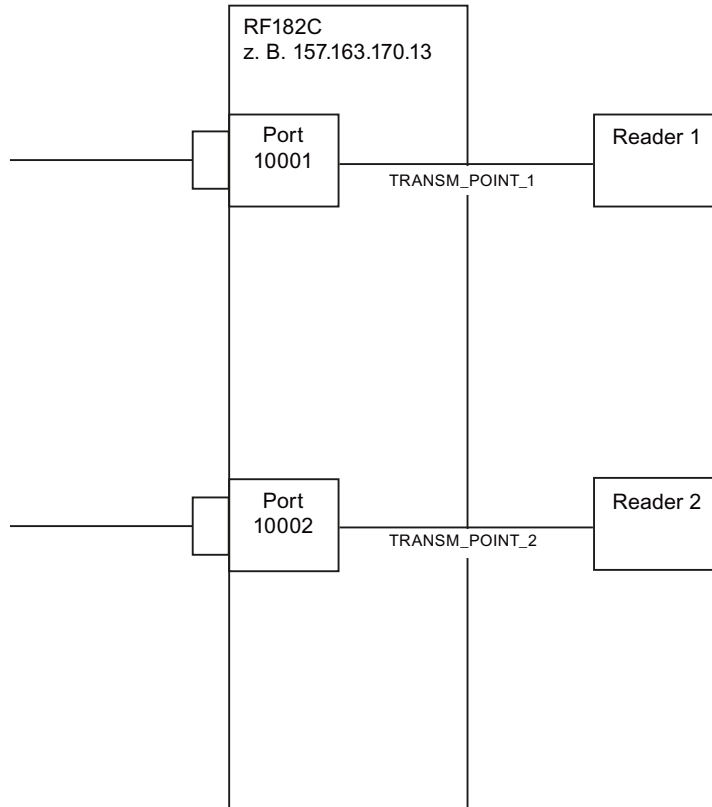 RF182C
z. B. 157.163.170.13
Port
10001
TRANSM_POINT_1
Reader 1
Port
10002
TRANSM_POINT_2
Reader 2